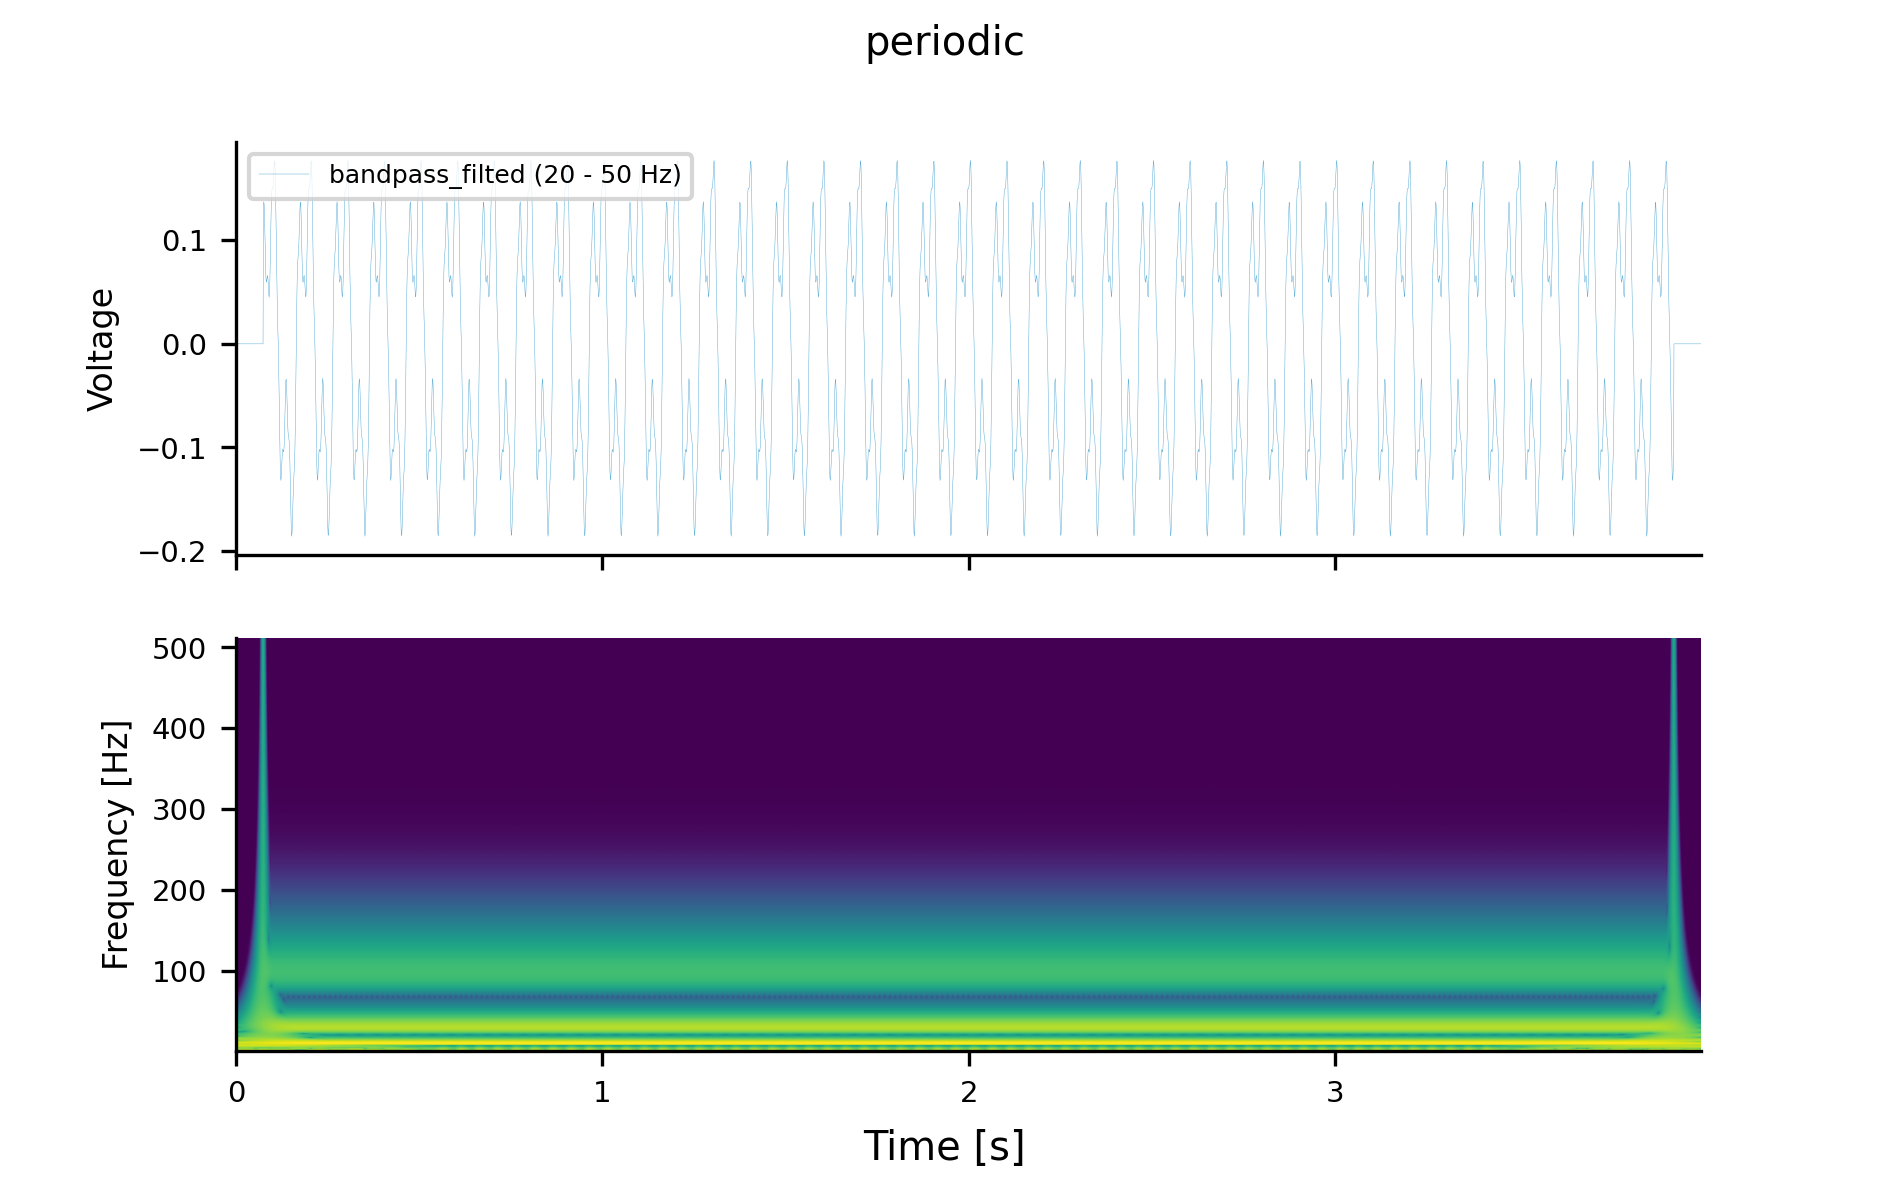 periodic
bandpass_filted (20 - 50 Hz)
0.1
0.0
−0.1
−0.2
Voltage
500
400
300
200
100
Frequency [Hz]
0 1 2 3
Time [s]